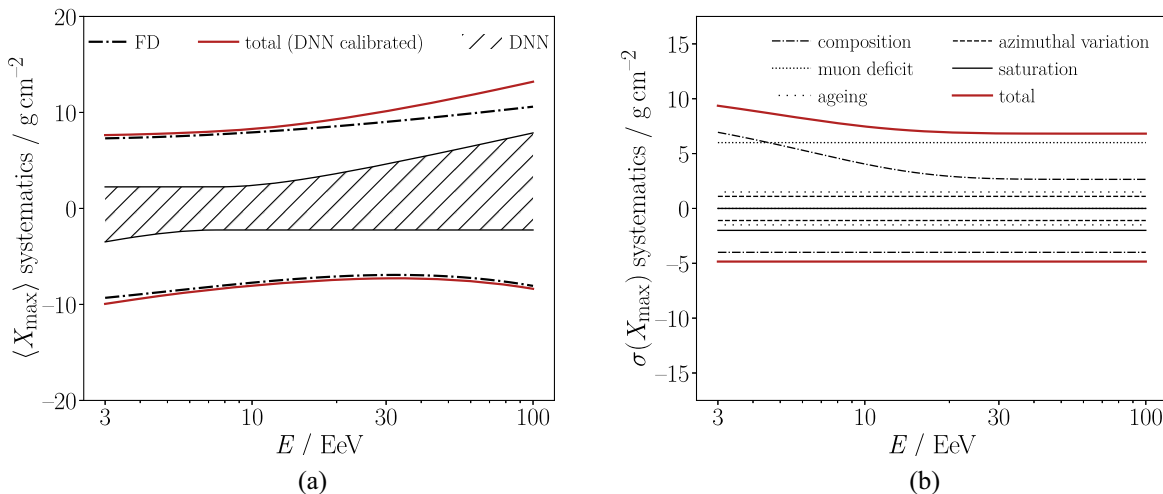 FD
total (DNN calibrated)
DNN
20
10
0
−10
−20
⟨X_max⟩ systematics / g cm⁻²
3
10
30
100
E / EeV
(a)
composition
azimuthal variation
muon deficit
saturation
ageing
total
15
10
5
0
−5
−10
−15
σ(X_max) systematics / g cm⁻²
3
10
30
100
E / EeV
(b)